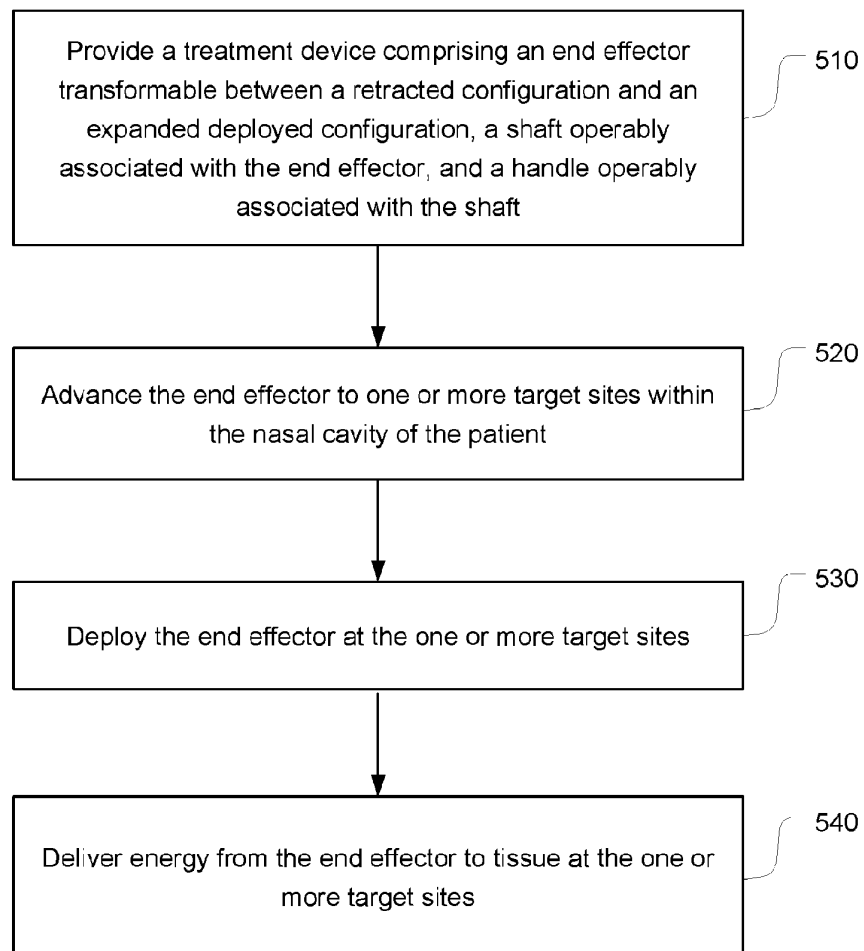 Provide a treatment device comprising an end effector
transformable between a retracted configuration and an
expanded deployed configuration, a shaft operably
associated with the end effector, and a handle operably
associated with the shaft
510
Advance the end effector to one or more target sites within
the nasal cavity of the patient
520
Deploy the end effector at the one or more target sites
530
Deliver energy from the end effector to tissue at the one or
more target sites
540